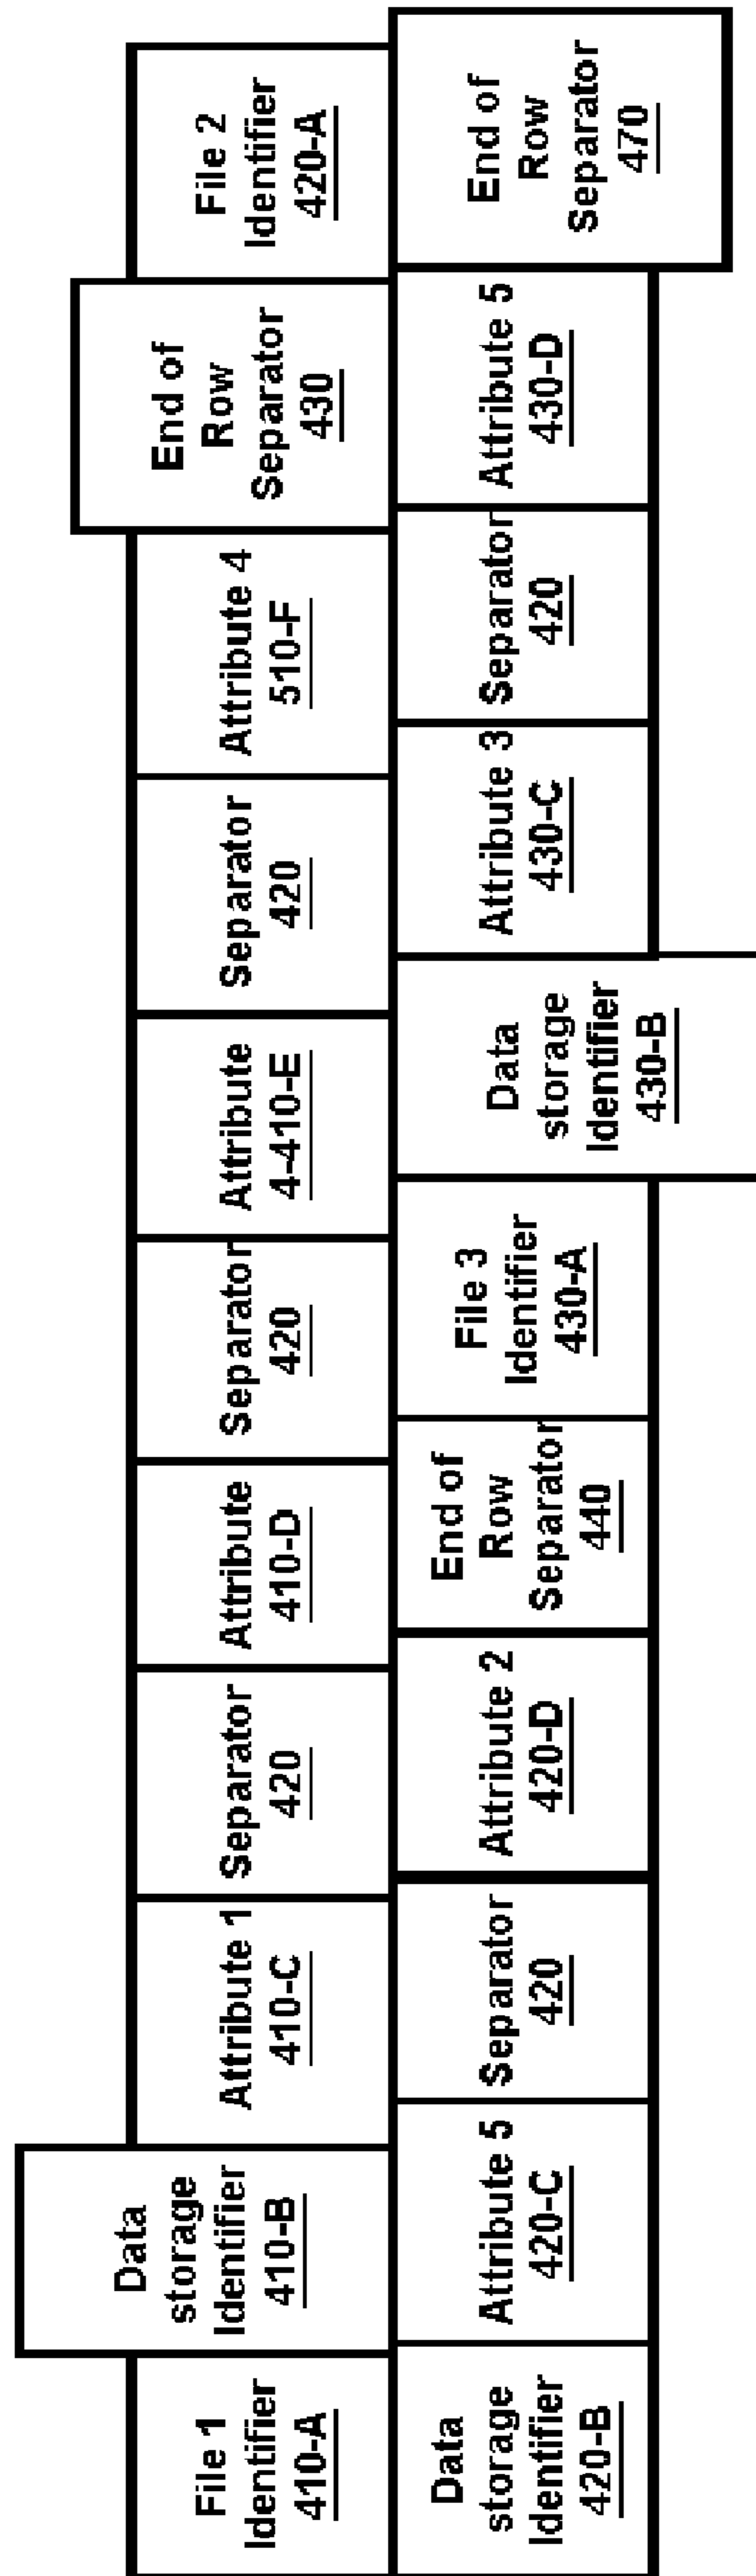 File 1
Identifier
410-A
Data
storage
Identifier
410-B
Attribute 1
410-C
Separator
420
Attribute
410-D
Separator
420
Attribute
4-410-E
Separator
420
Attribute 4
510-F
End of
Row
Separator
430
File 2
Identifier
420-A
Data
storage
Identifier
420-B
Attribute 5
420-C
Separator
420
Attribute 2
420-D
End of
Row
Separator
440
File 3
Identifier
430-A
Data
storage
Identifier
430-B
Attribute 3
430-C
Separator
420
Attribute 5
430-D
End of
Row
Separator
470